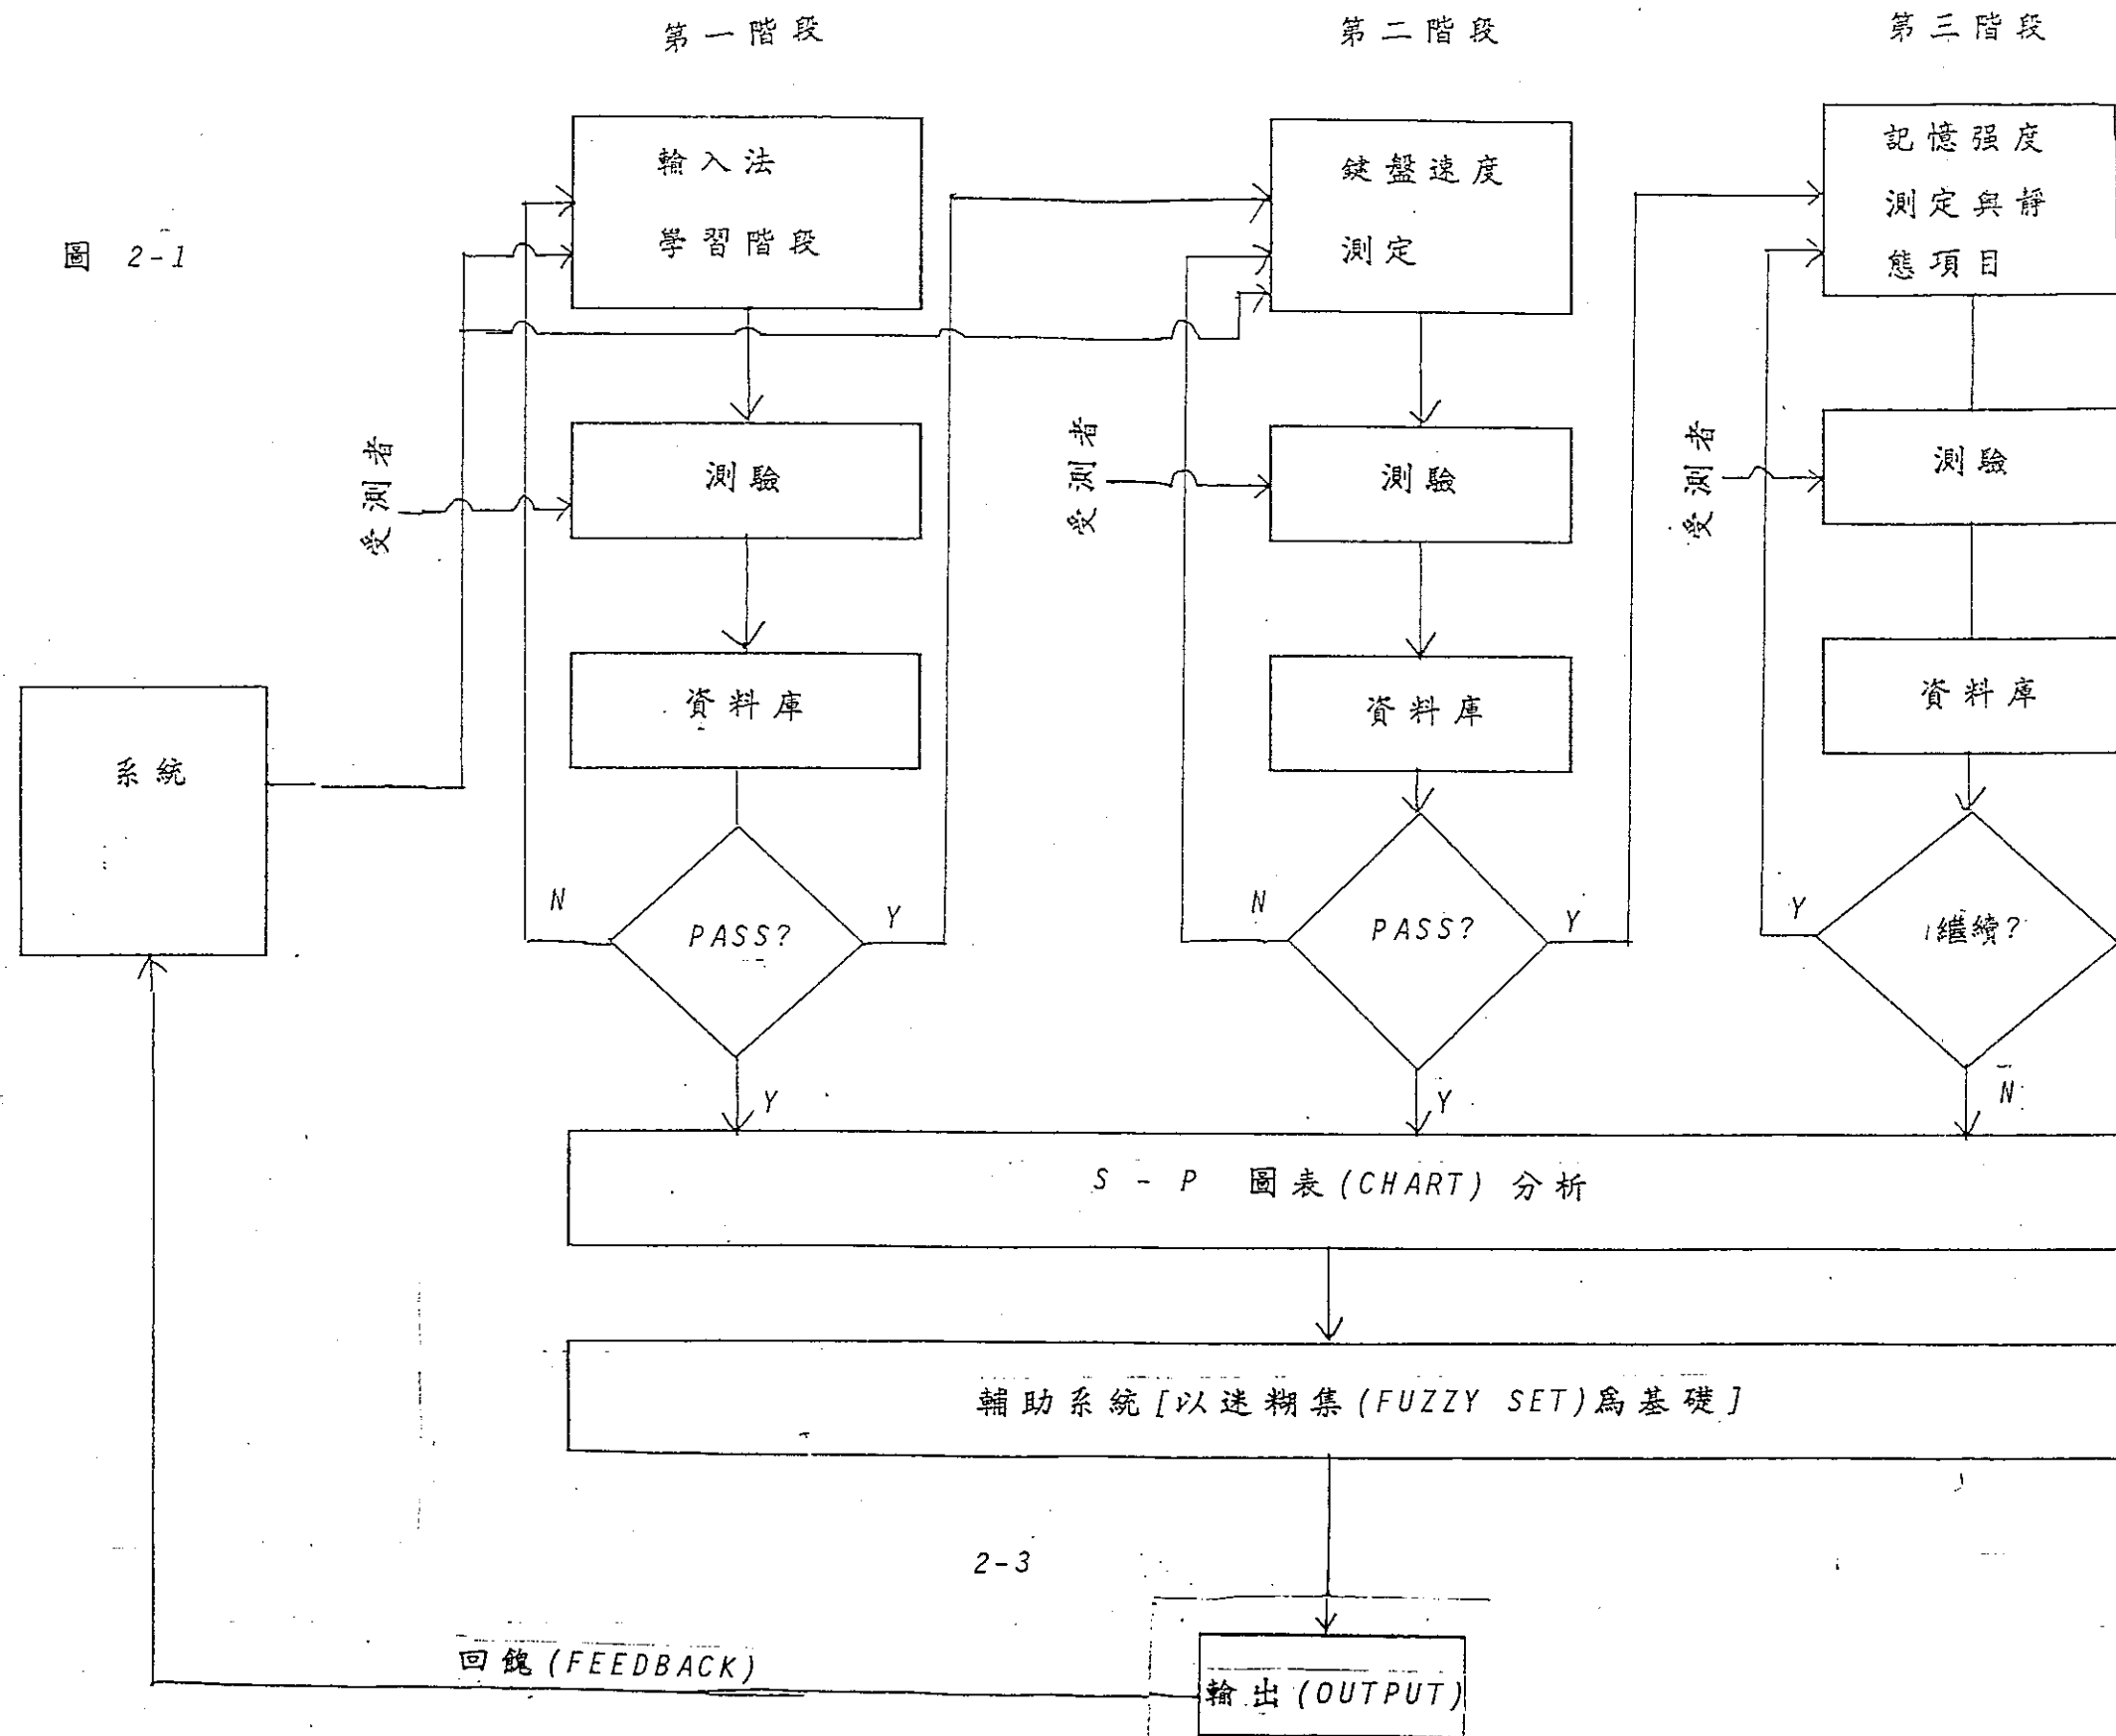 第一階段
第二階段
第三階段
圖 2-1
輸入法
學習階段
鍵盤速度
測定
記憶强度
測定與靜
態項目
受測者
測驗
受測者
測驗
受測者
測驗
系統
資料庫
資料庫
資料庫
N
PASS?
Y
N
PASS?
Y
Y
繼續?
Y
Y
N
S - P 圖表(CHART)分析
輔助系統[以迷糊集(FUZZY SET)爲基礎]
2-3
回餽(FEEDBACK)
輸出(OUTPUT)